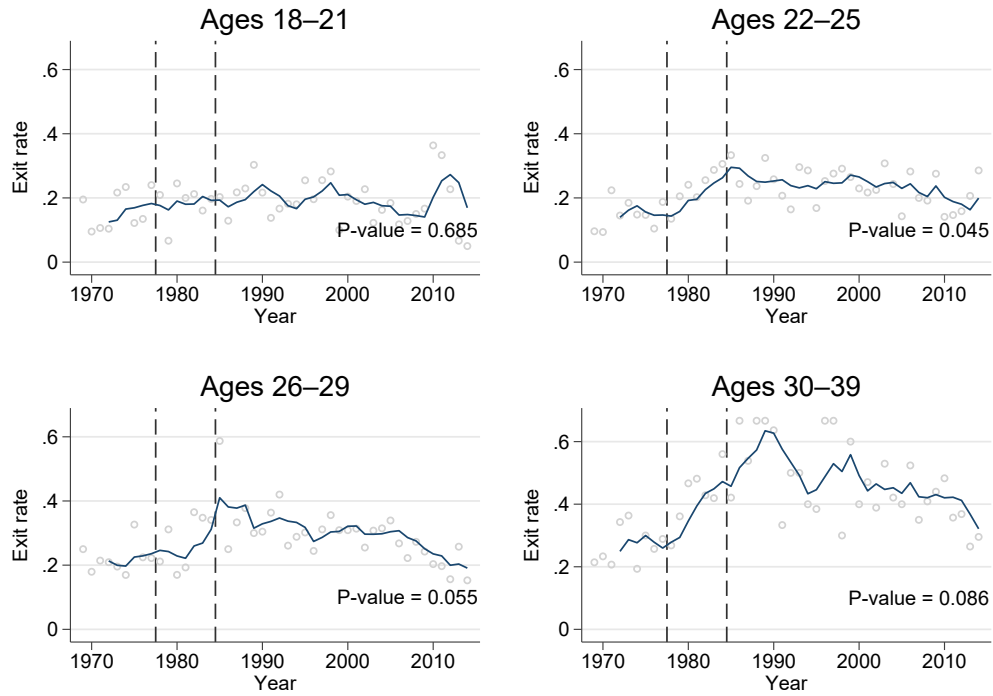 Ages 18–21
Exit rate
.6
.4
.2
0
P-value = 0.685
1970 1980 1990 2000 2010
Year
Ages 22–25
Exit rate
.6
.4
.2
0
P-value = 0.045
1970 1980 1990 2000 2010
Year
Ages 26–29
Exit rate
.6
.4
.2
0
P-value = 0.055
1970 1980 1990 2000 2010
Year
Ages 30–39
Exit rate
.6
.4
.2
0
P-value = 0.086
1970 1980 1990 2000 2010
Year